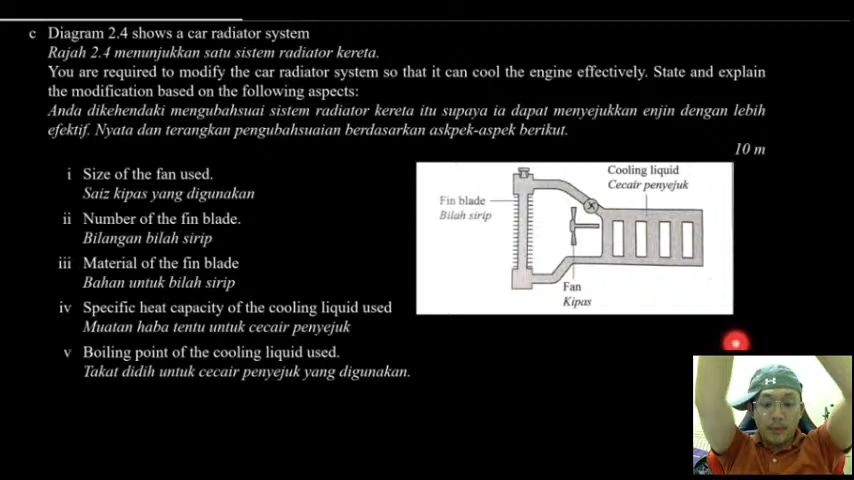 c Diagram 2.4 shows a car radiator system
Rajah 2.4 menunjukkan satu sistem radiator kereta.
You are required to modify the car radiator system so that it can cool the engine effectively. State and explain
the modification based on the following aspects:
Anda dikehendaki mengubahsuai sistem radiator kereta itu supaya ia dapat menyejukkan enjin dengan lebih
efektif. Nyata dan terangkan pengubahsuaian berdasarkan askpek-aspek berikut.
10 m
i Size of the fan used.
Saiz kipas yang digunakan
ii Number of the fin blade.
Bilangan bilah sirip
iii Material of the fin blade
Bahan untuk bilah sirip
iv Specific heat capacity of the cooling liquid used
Muatan haba tentu untuk cecair penyejuk
v Boiling point of the cooling liquid used.
Takat didih untuk cecair penyejuk yang digunakan.
Cooling liquid
Cecair penyejuk
Fin blade
Bilah sirip
Fan
Kipas